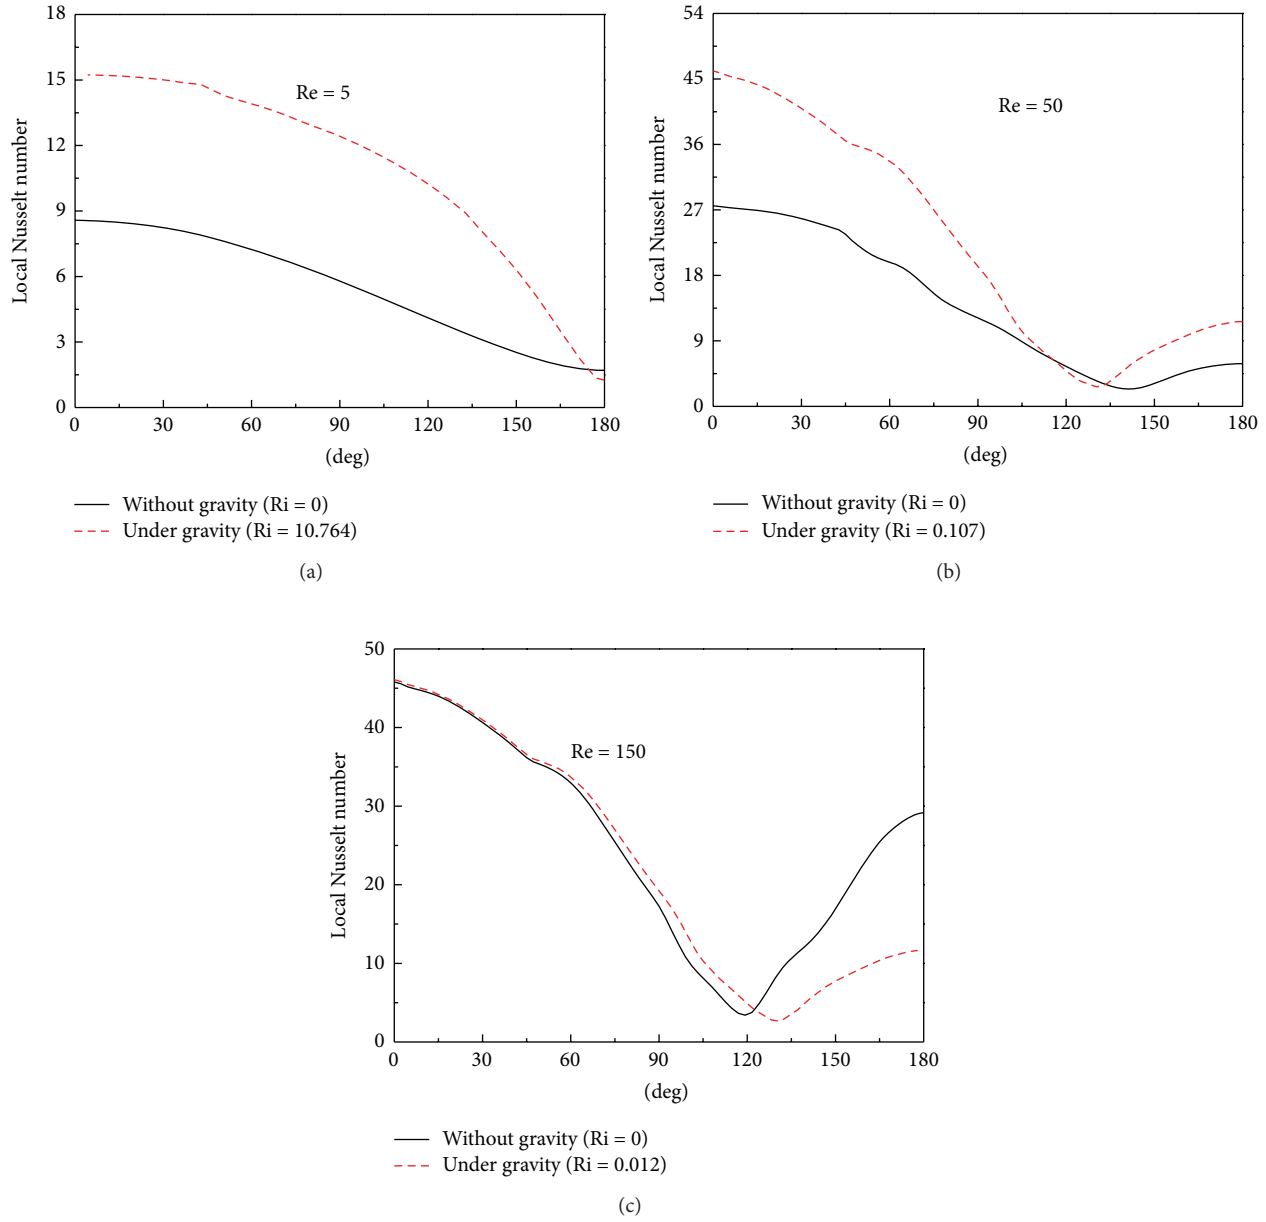 18
15
12
9
6
3
0
Local Nusselt number
Re = 5
0 30 60 90 120 150 180
(deg)
Without gravity (Ri = 0)
Under gravity (Ri = 10.764)
(a)
54
45
36
27
18
9
0
Local Nusselt number
Re = 50
0 30 60 90 120 150 180
(deg)
Without gravity (Ri = 0)
Under gravity (Ri = 0.107)
(b)
50
40
30
20
10
0
Local Nusselt number
Re = 150
0 30 60 90 120 150 180
(deg)
Without gravity (Ri = 0)
Under gravity (Ri = 0.012)
(c)